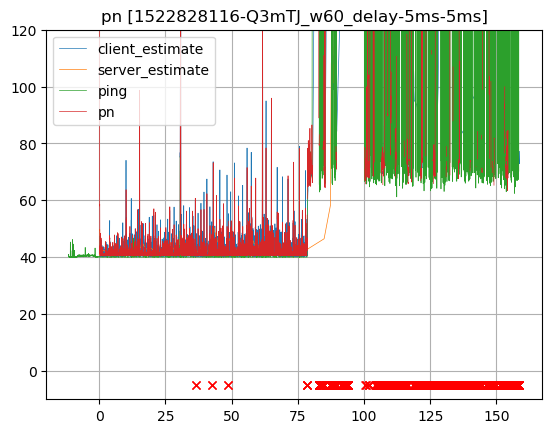 pn [1522828116-Q3mTJ_w60_delay-5ms-5ms]
120
100
80
60
40
20
0
client_estimate
server_estimate
ping
pn
0 25 50 75 100 125 150